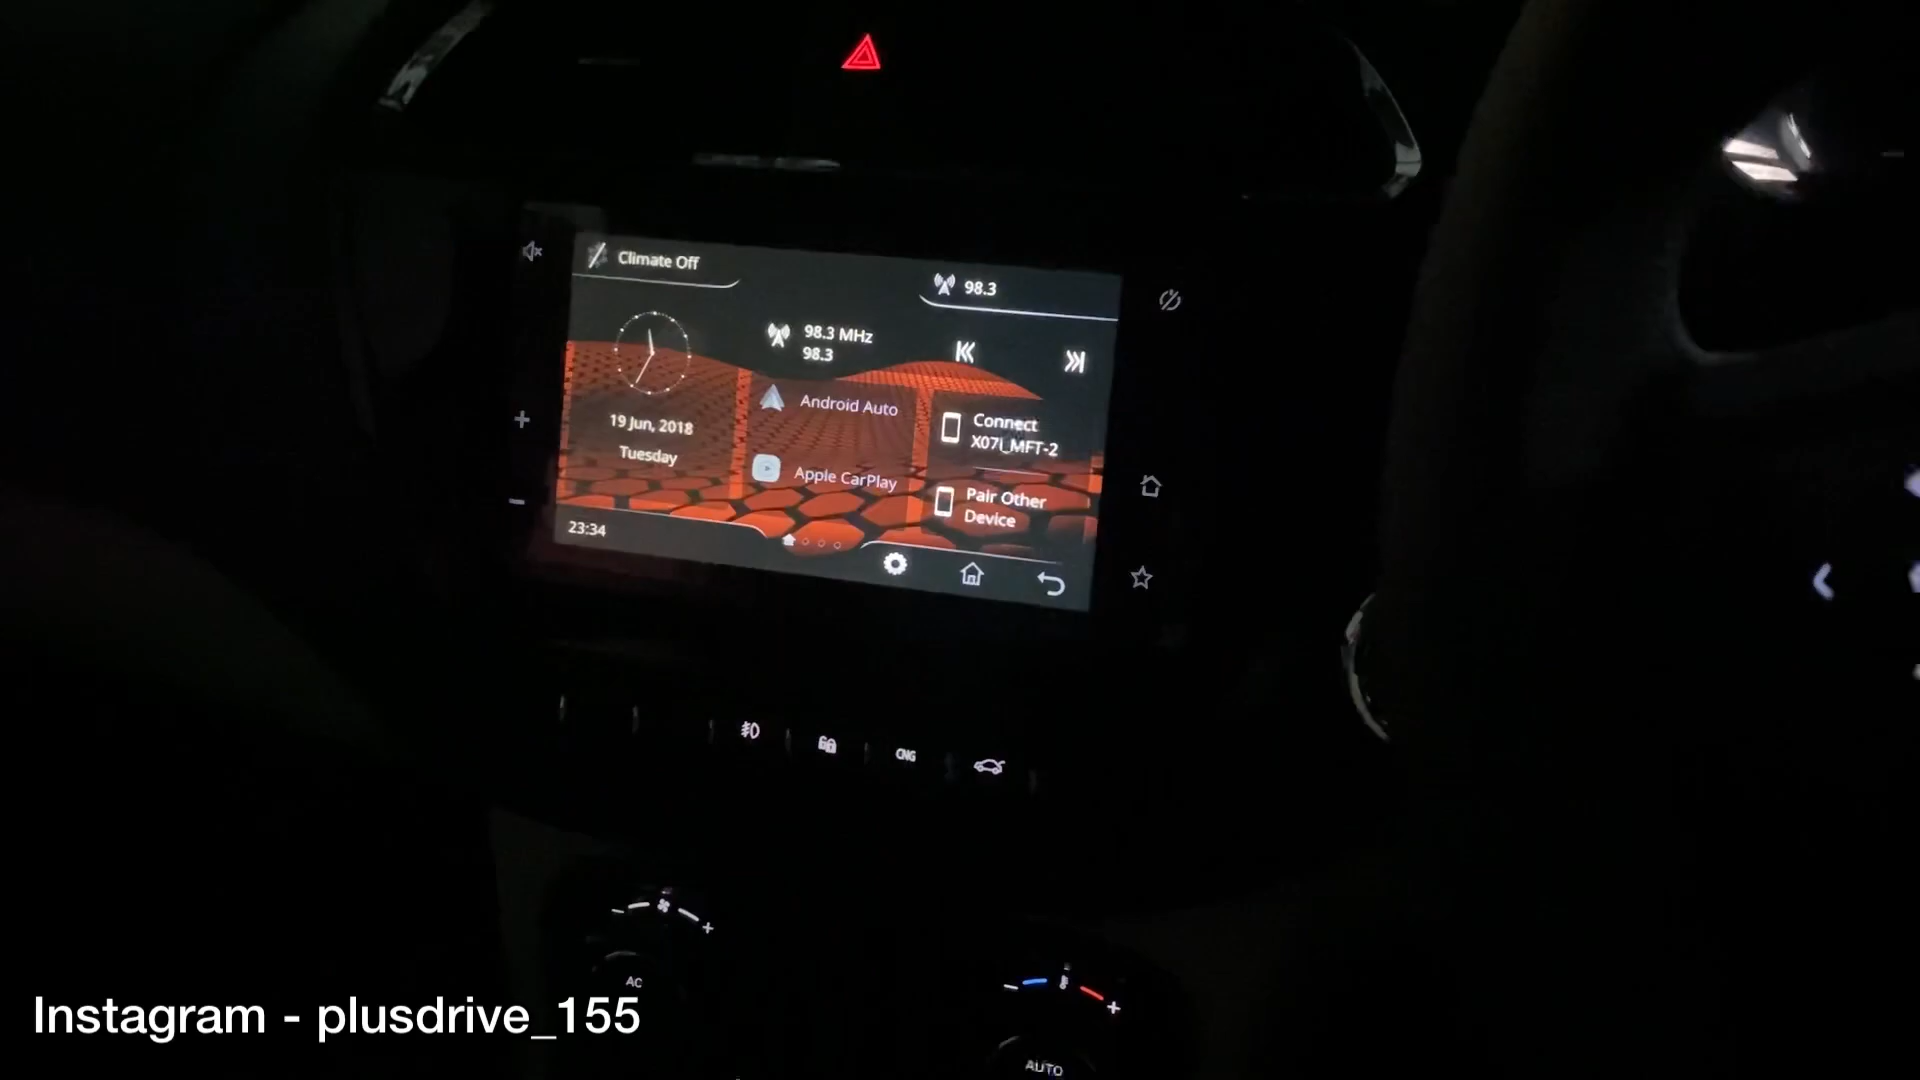 Climate Off
98.3
98.3 MHz
98.3
Android Auto
Connect
X07L_MFT-2
19 Jun, 2018
Tuesday
Apple CarPlay
Pair Other
Device
23:34
CNG
AC
AUTO
Instagram - plusdrive_155